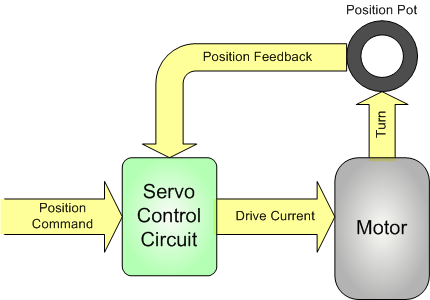 Position Pot
Position Feedback
Turn
Servo
Control
Circuit
Position
Command
Drive Current
Motor